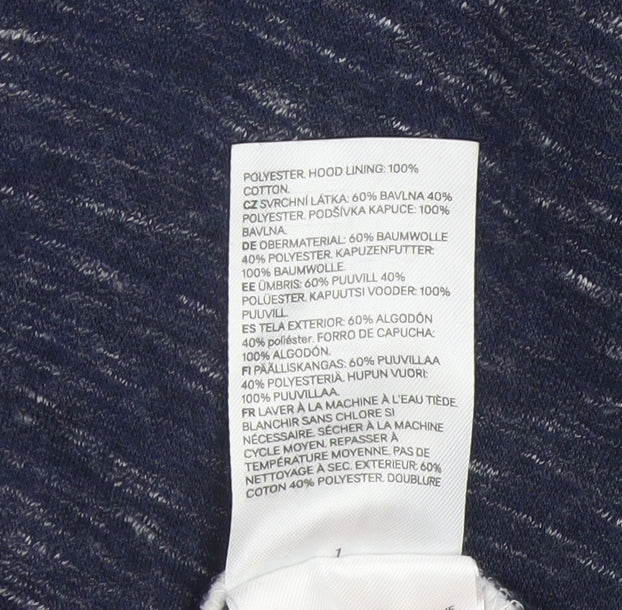 POLYESTER. HOOD LINING: 100%
COTTON.
CZ SVRCHNÍ LÁTKA: 60% BAVLNA 40%
POLYESTER. PODŠÍVKA KAPUCE: 100%
BAVLNA.
DE OBERMATERIAL: 60% BAUMWOLLE
40% POLYESTER. KAPUZENFUTTER:
100% BAUMWOLLE.
EE ÜMBRIS: 60% PUUVILL 40%
POLÜESTER. KAPUUTSI VOODER: 100%
PUUVILL.
ES TELA EXTERIOR: 60% ALGODÓN
40% poliéster. FORRO DE CAPUCHA:
100% ALGODÓN.
FI PÄÄLLISKANGAS: 60% PUUVILLAA
40% POLYESTERIÄ. HUPUN VUORI:
100% PUUVILLAA.
FR LAVER À LA MACHINE À L'EAU TIÈDE.
BLANCHIR SANS CHLORE SI
NÉCESSAIRE. SÉCHER À LA MACHINE
CYCLE MOYEN. REPASSER À
TEMPÉRATURE MOYENNE. PAS DE
NETTOYAGE À SEC. EXTERIEUR: 60%
COTON 40% POLYESTER. DOUBLURE
1